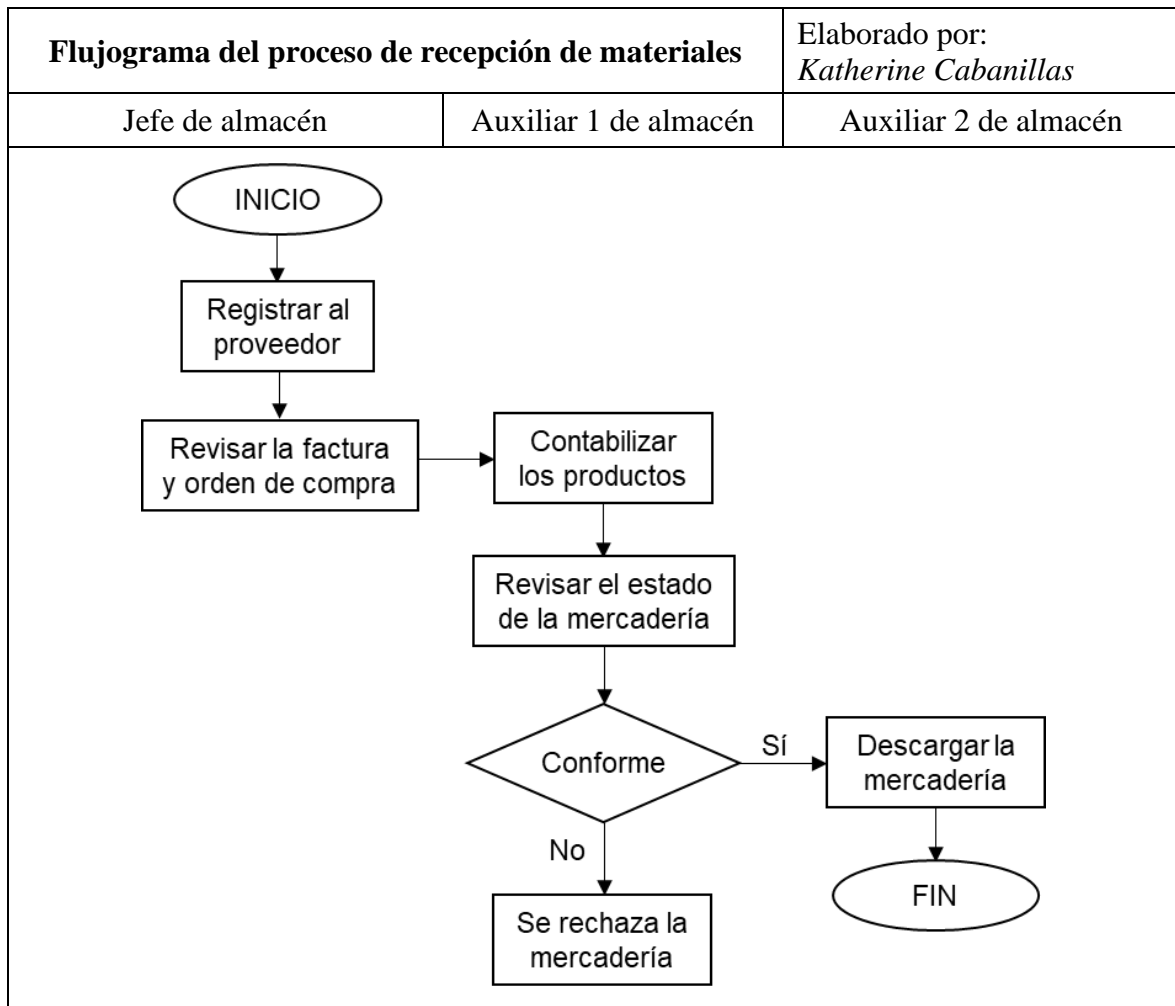 Flujograma del proceso de recepción de materiales
Elaborado por:
Katherine Cabanillas
Jefe de almacén
Auxiliar 1 de almacén
Auxiliar 2 de almacén
INICIO
Registrar al
proveedor
Revisar la factura
y orden de compra
Contabilizar
los productos
Revisar el estado
de la mercadería
Conforme
Sí
Descargar la
mercadería
No
FIN
Se rechaza la
mercadería